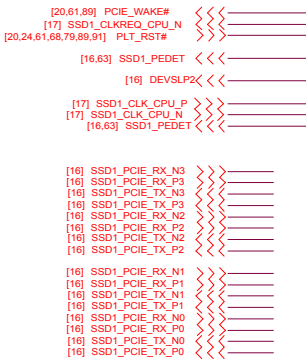 [20,61,89] PCIE_WAKE#
[17] SSD1_CLKREQ_CPU_N
[20,24,61,68,79,89,91] PLT_RST#
[16,63] SSD1_PEDET
[16] DEVSLP2
[17] SSD1_CLK_CPU_P
[17] SSD1_CLK_CPU_N
[16,63] SSD1_PEDET
[16] SSD1_PCIE_RX_N3
[16] SSD1_PCIE_RX_P3
[16] SSD1_PCIE_TX_N3
[16] SSD1_PCIE_TX_P3
[16] SSD1_PCIE_RX_N2
[16] SSD1_PCIE_RX_P2
[16] SSD1_PCIE_TX_N2
[16] SSD1_PCIE_TX_P2
[16] SSD1_PCIE_RX_N1
[16] SSD1_PCIE_RX_P1
[16] SSD1_PCIE_TX_N1
[16] SSD1_PCIE_TX_P1
[16] SSD1_PCIE_RX_N0
[16] SSD1_PCIE_RX_P0
[16] SSD1_PCIE_TX_N0
[16] SSD1_PCIE_TX_P0